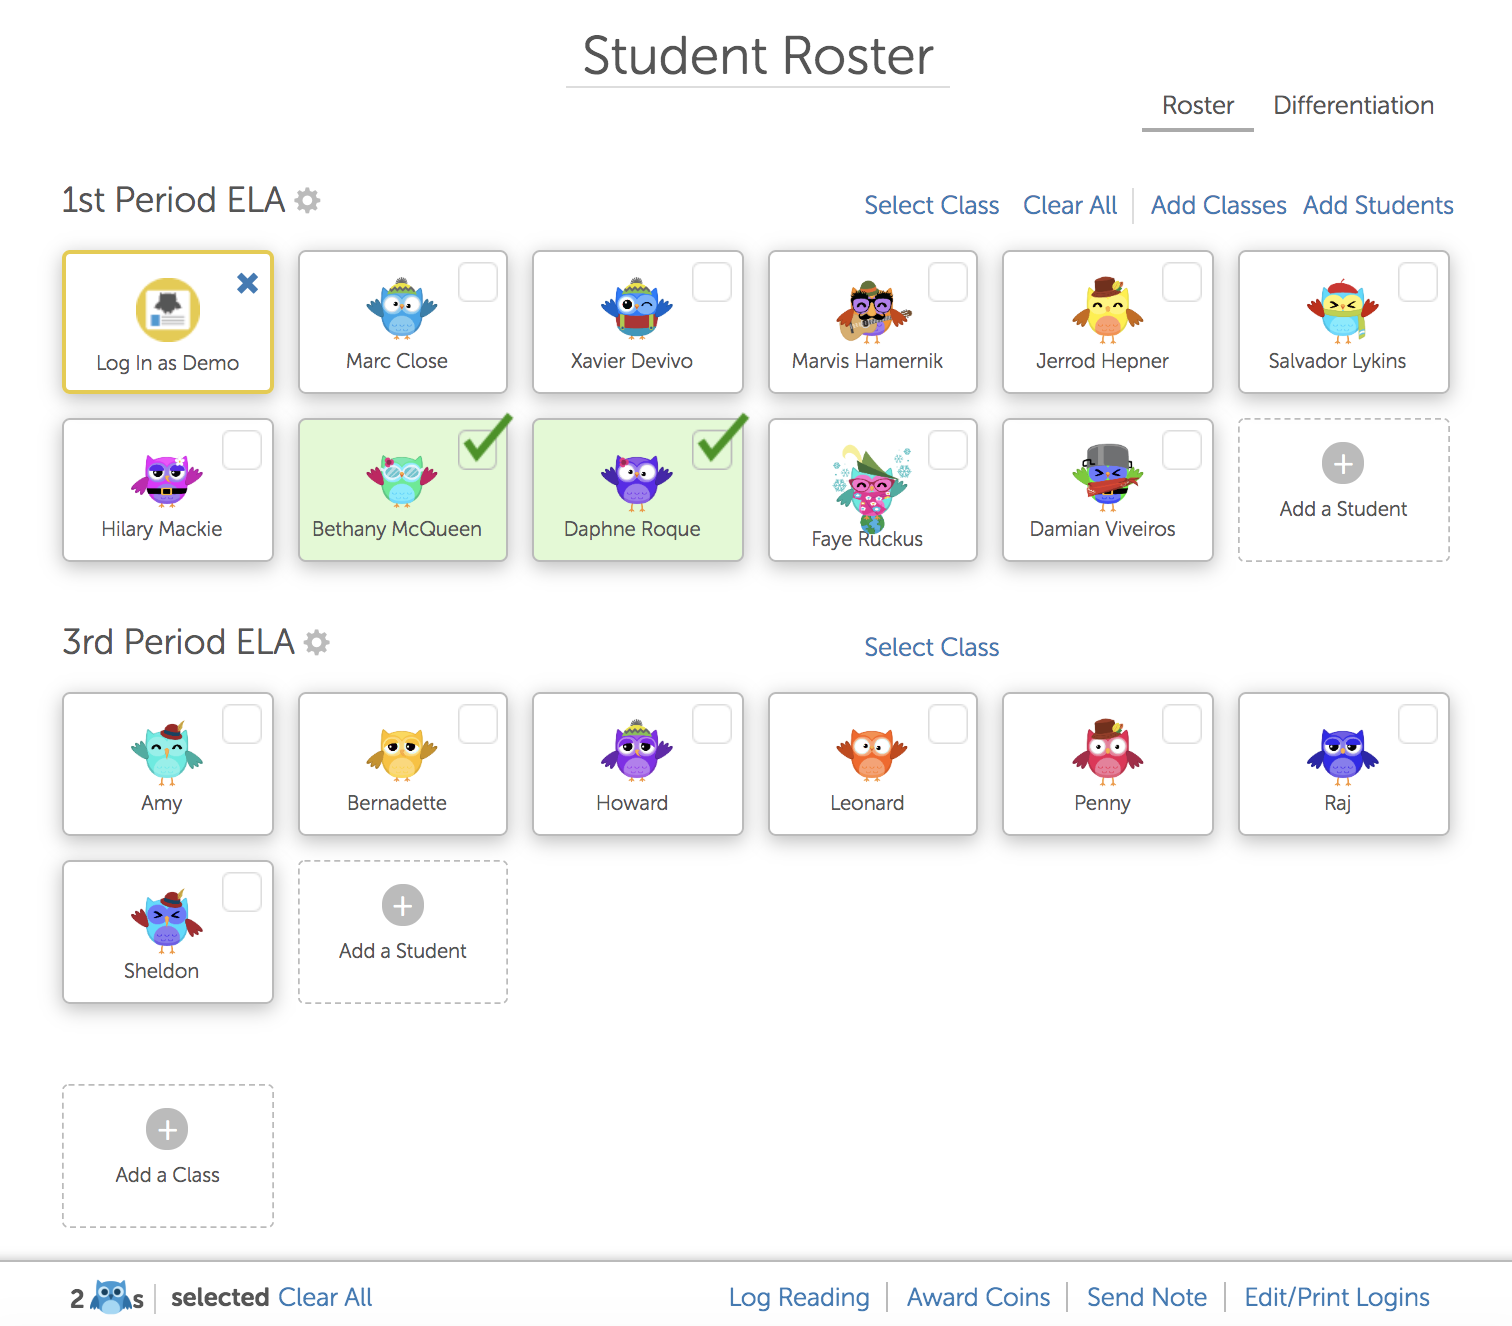 Student Roster
Roster Differentiation
1st Period ELA Select Class Clear All Add Classes Add Students
Log In as Demo Marc Close Xavier Devivo Marvis Hamernik Jerrod Hepner Salvador Lykins
Hilary Mackie Bethany McQueen Daphne Roque Faye Ruckus Damian Viveiros Add a Student
3rd Period ELA Select Class
Amy Bernadette Howard Leonard Penny Raj
Sheldon Add a Student
Add a Class
2 s selected Clear All Log Reading Award Coins Send Note Edit/Print Logins